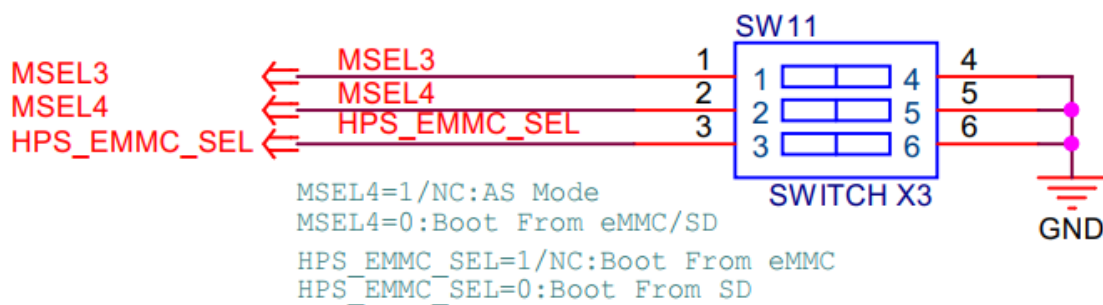 SW11
MSEL3 MSEL3 1 1 4 4
MSEL4 MSEL4 2 2 5 5
HPS_EMMC_SEL HPS_EMMC_SEL 3 3 6 6
MSEL4=1/NC:AS Mode
SWITCH X3
MSEL4=0:Boot From eMMC/SD
GND
HPS_EMMC_SEL=1/NC:Boot From eMMC
HPS_EMMC_SEL=0:Boot From SD